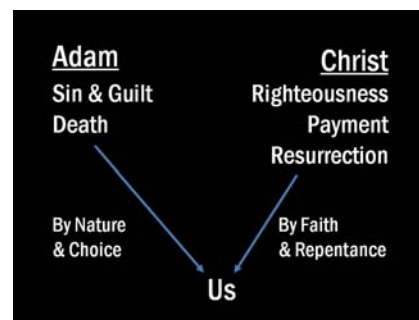 Adam
Sin & Guilt
Death
By Nature
& Choice
Christ
Righteousness
Payment
Resurrection
By Faith
& Repentance
Us